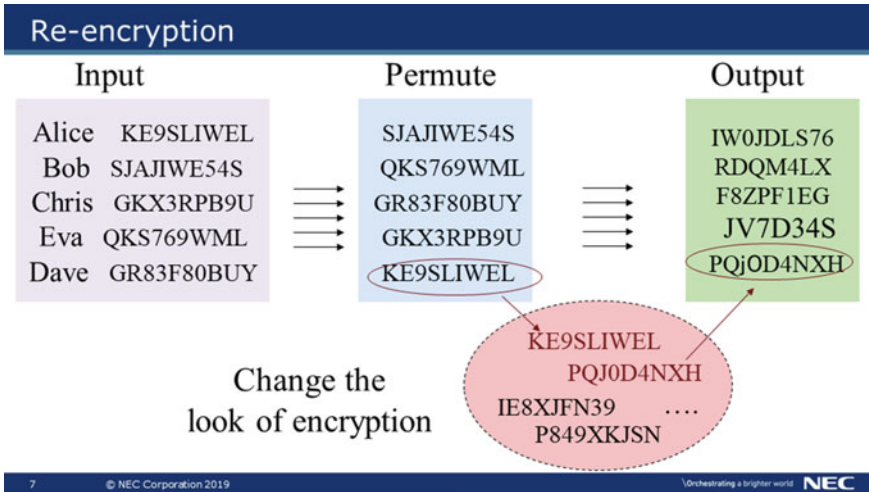 Re-encryption
Input
Permute
Output
Alice KE9SLIWEL
Bob SJAJIWE54S
Chris GKX3RPB9U
Eva QKS769WML
Dave GR83F80BUY
SJAJIWE54S
QKS769WML
GR83F80BUY
GKX3RPB9U
KE9SLIWEL
IW0JDLS76
RDQM4LX
F8ZPF1EG
JV7D34S
PQj0D4NXH
KE9SLIWEL
PQJ0D4NXH
IE8XJFN39 ....
P849XKJSN
Change the
look of encryption
7 © NEC Corporation 2019 \Orchestrating a brighter world NEC